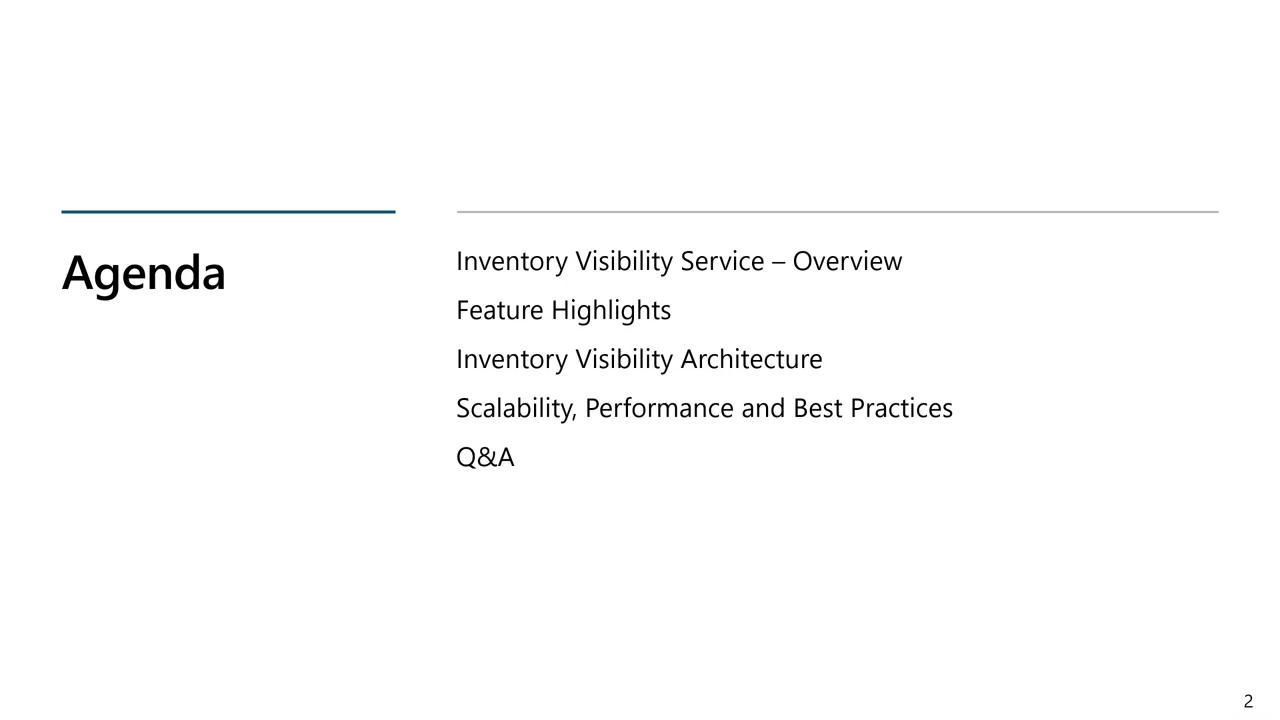 Agenda
Inventory Visibility Service – Overview
Feature Highlights
Inventory Visibility Architecture
Scalability, Performance and Best Practices
Q&A
2